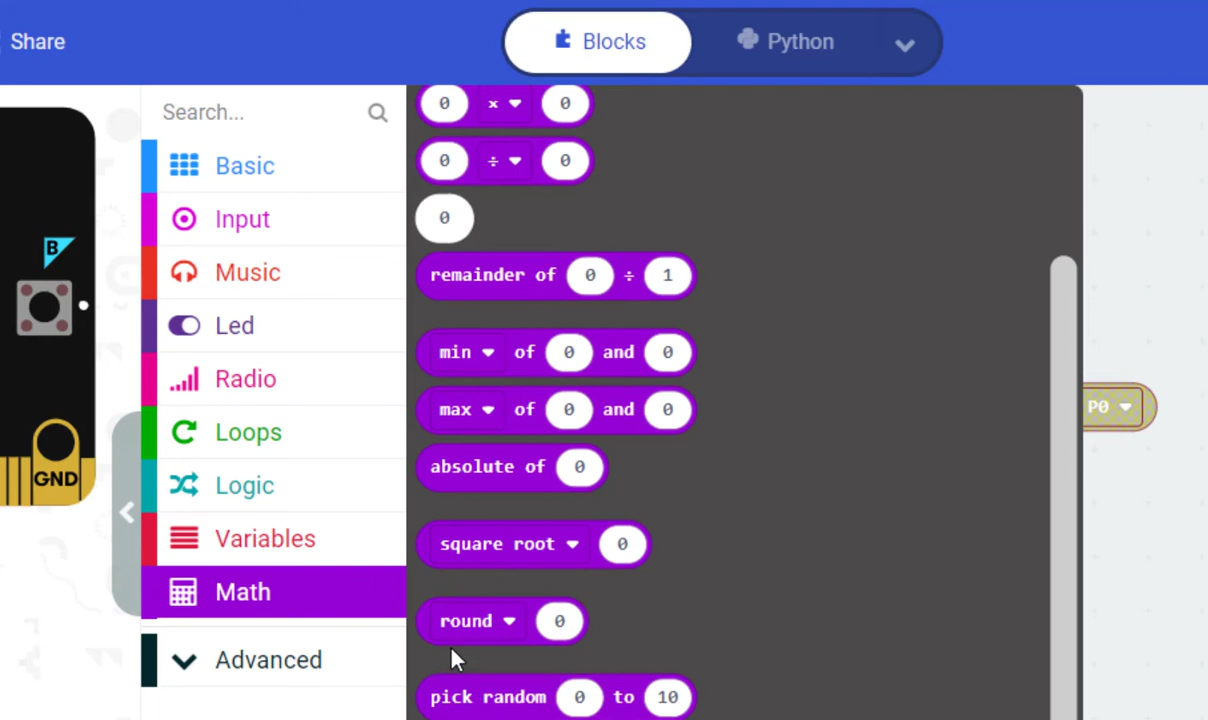 Share
Blocks
Python
Search...
Basic
Input
Music
Led
Radio
Loops
Logic
Variables
Math
Advanced
B
GND
0 × 0
0 ÷ 0
0
remainder of 0 ÷ 1
min of 0 and 0
max of 0 and 0
absolute of 0
square root 0
round 0
pick random 0 to 10
P0